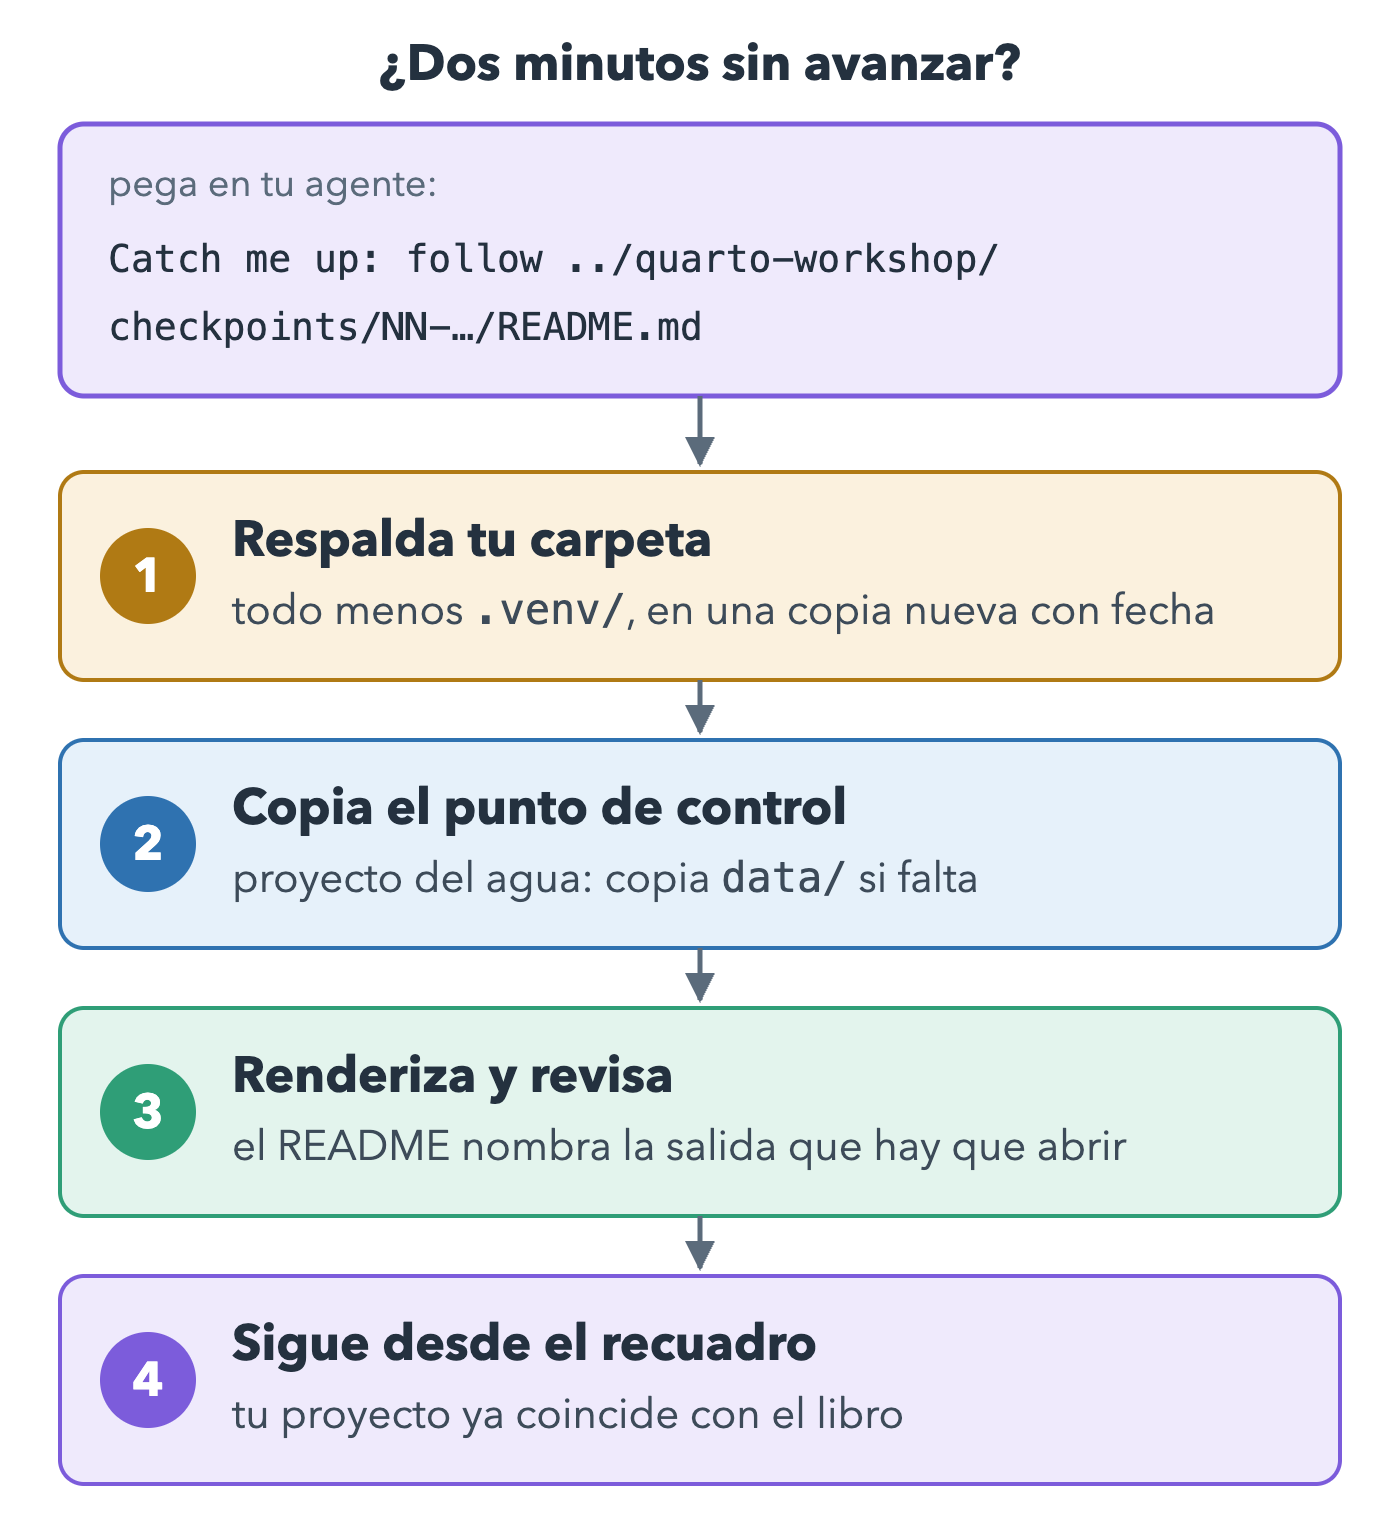 ¿Dos minutos sin avanzar?
pega en tu agente:
Catch me up: follow ../quarto-workshop/
checkpoints/NN-…/README.md
1
Respalda tu carpeta
todo menos .venv/, en una copia nueva con fecha
2
Copia el punto de control
proyecto del agua: copia data/ si falta
3
Renderiza y revisa
el README nombra la salida que hay que abrir
4
Sigue desde el recuadro
tu proyecto ya coincide con el libro